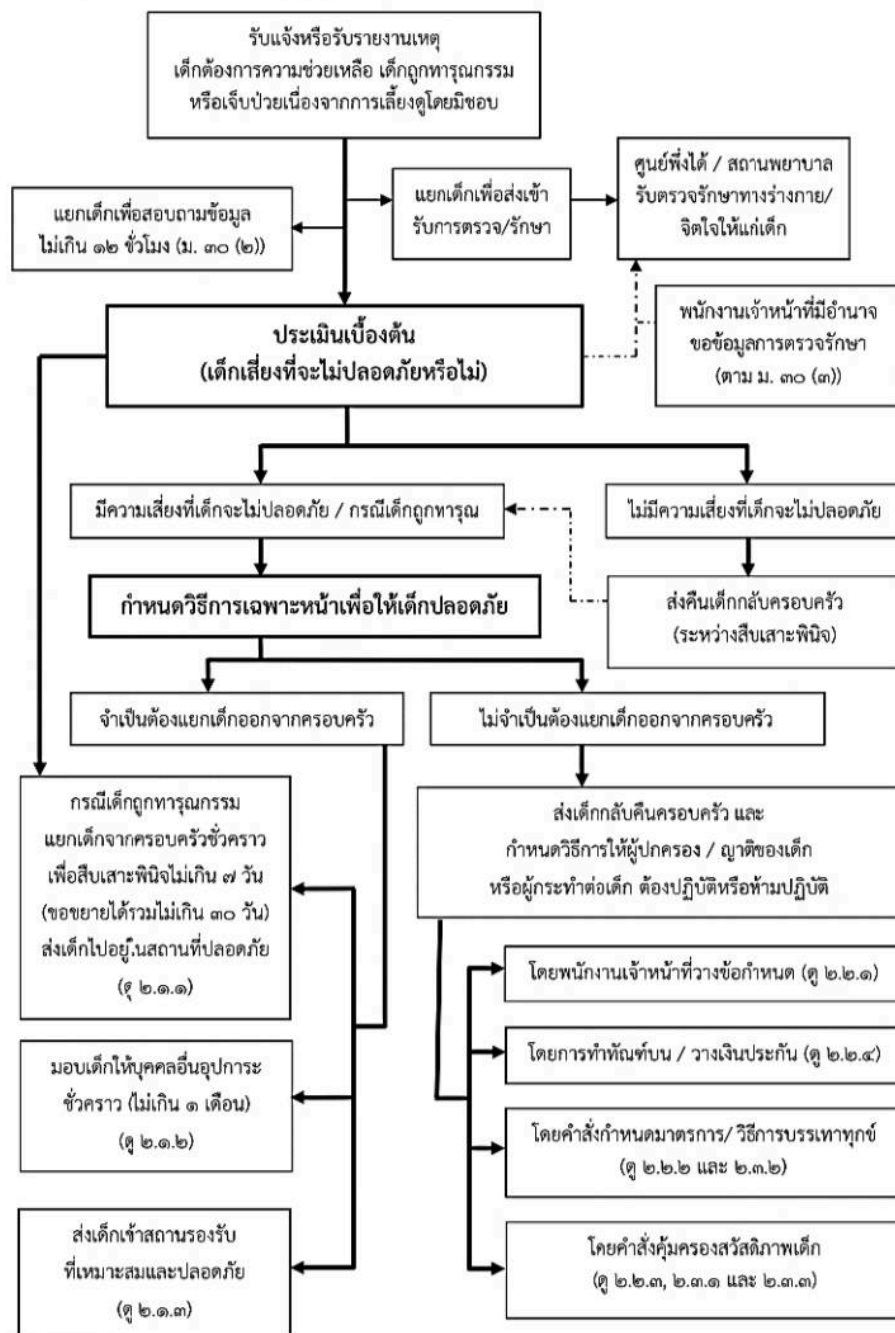 รับแจ้งหรือรับรายงานเหตุ
เด็กต้องการความช่วยเหลือ เด็กถูกทารุณกรรม
หรือเจ็บป่วยเนื่องจากการเลี้ยงดูโดยมิชอบ
แยกเด็กเพื่อสอบถามข้อมูล
ไม่เกิน ๑๒ ชั่วโมง (ม. ๓๐ (๒))
แยกเด็กเพื่อส่งเข้า
รับการตรวจ/รักษา
ศูนย์พึ่งได้ / สถานพยาบาล
รับตรวจรักษาทางร่างกาย/
จิตใจให้แก่เด็ก
พนักงานเจ้าหน้าที่มีอำนาจ
ขอข้อมูลการตรวจรักษา
(ตาม ม. ๓๐ (๓))
ประเมินเบื้องต้น
(เด็กเสี่ยงที่จะไม่ปลอดภัยหรือไม่)
มีความเสี่ยงที่เด็กจะไม่ปลอดภัย / กรณีเด็กถูกทารุณ
ไม่มีความเสี่ยงที่เด็กจะไม่ปลอดภัย
กำหนดวิธีการเฉพาะหน้าเพื่อให้เด็กปลอดภัย
ส่งคืนเด็กกลับครอบครัว
(ระหว่างสืบเสาะพินิจ)
จำเป็นต้องแยกเด็กออกจากครอบครัว
ไม่จำเป็นต้องแยกเด็กออกจากครอบครัว
กรณีเด็กถูกทารุณกรรม
แยกเด็กจากครอบครัวชั่วคราว
เพื่อสืบเสาะพินิจไม่เกิน ๗ วัน
(ขอขยายได้รวมไม่เกิน ๓๐ วัน)
ส่งเด็กไปอยู่ในสถานที่ปลอดภัย
(ดุ ๒.๑.๑)
มอบเด็กให้บุคคลอื่นอุปการะ
ชั่วคราว (ไม่เกิน ๑ เดือน)
(ดู ๒.๑.๒)
ส่งเด็กเข้าสถานรองรับ
ที่เหมาะสมและปลอดภัย
(ดู ๒.๑.๓)
ส่งเด็กกลับคืนครอบครัว และ
กำหนดวิธีการให้ผู้ปกครอง / ญาติของเด็ก
หรือผู้กระทำต่อเด็ก ต้องปฏิบัติหรือห้ามปฏิบัติ
โดยพนักงานเจ้าหน้าที่วางข้อกำหนด (ดู ๒.๒.๑)
โดยการทำทัณฑ์บน / วางเงินประกัน (ดู ๒.๒.๔)
โดยคำสั่งกำหนดมาตรการ/ วิธีการบรรเทาทุกข์
(ดู ๒.๒.๒ และ ๒.๓.๒)
โดยคำสั่งคุ้มครองสวัสดิภาพเด็ก
(ดู ๒.๒.๓, ๒.๓.๑ และ ๒.๓.๓)